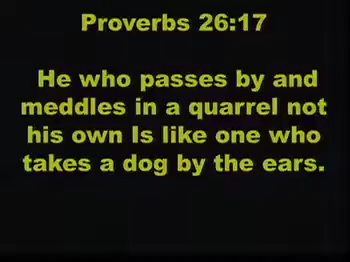 Proverbs 26:17
He who passes by and
meddles in a quarrel not
his own Is like one who
takes a dog by the ears.